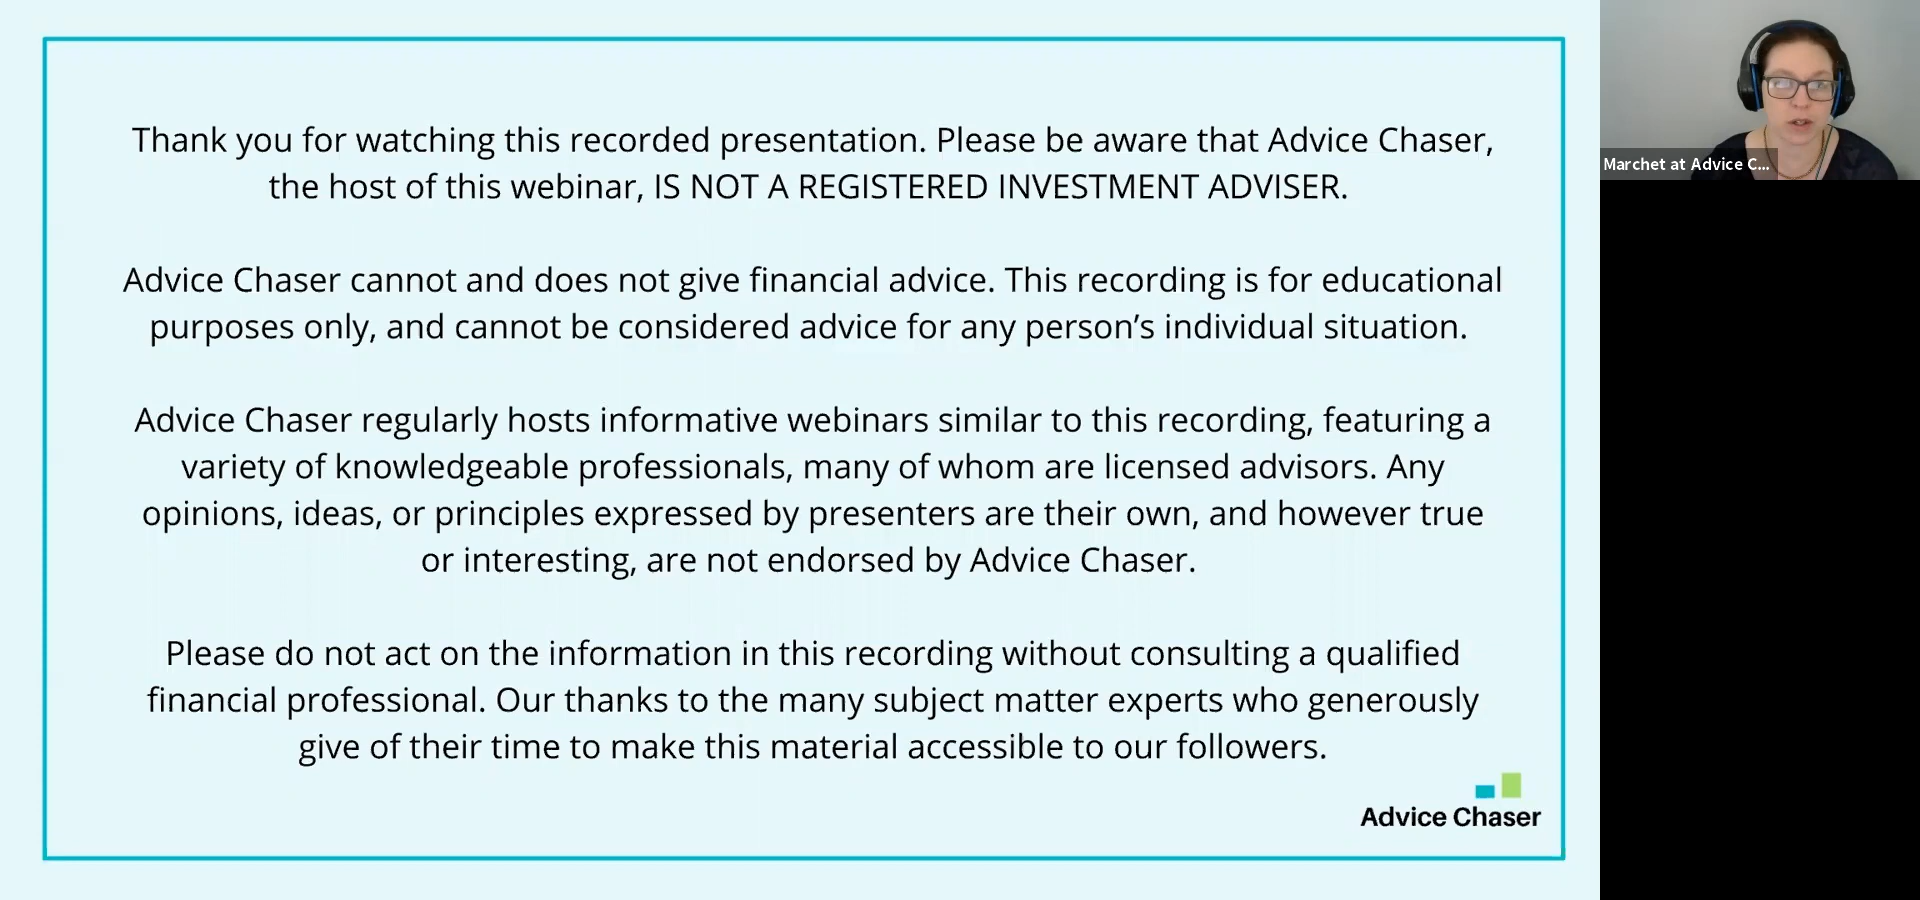 Thank you for watching this recorded presentation. Please be aware that Advice Chaser,
the host of this webinar, IS NOT A REGISTERED INVESTMENT ADVISER.
Advice Chaser cannot and does not give financial advice. This recording is for educational
purposes only, and cannot be considered advice for any person’s individual situation.
Advice Chaser regularly hosts informative webinars similar to this recording, featuring a
variety of knowledgeable professionals, many of whom are licensed advisors. Any
opinions, ideas, or principles expressed by presenters are their own, and however true
or interesting, are not endorsed by Advice Chaser.
Please do not act on the information in this recording without consulting a qualified
financial professional. Our thanks to the many subject matter experts who generously
give of their time to make this material accessible to our followers.
Advice Chaser
Marchet at Advice C...